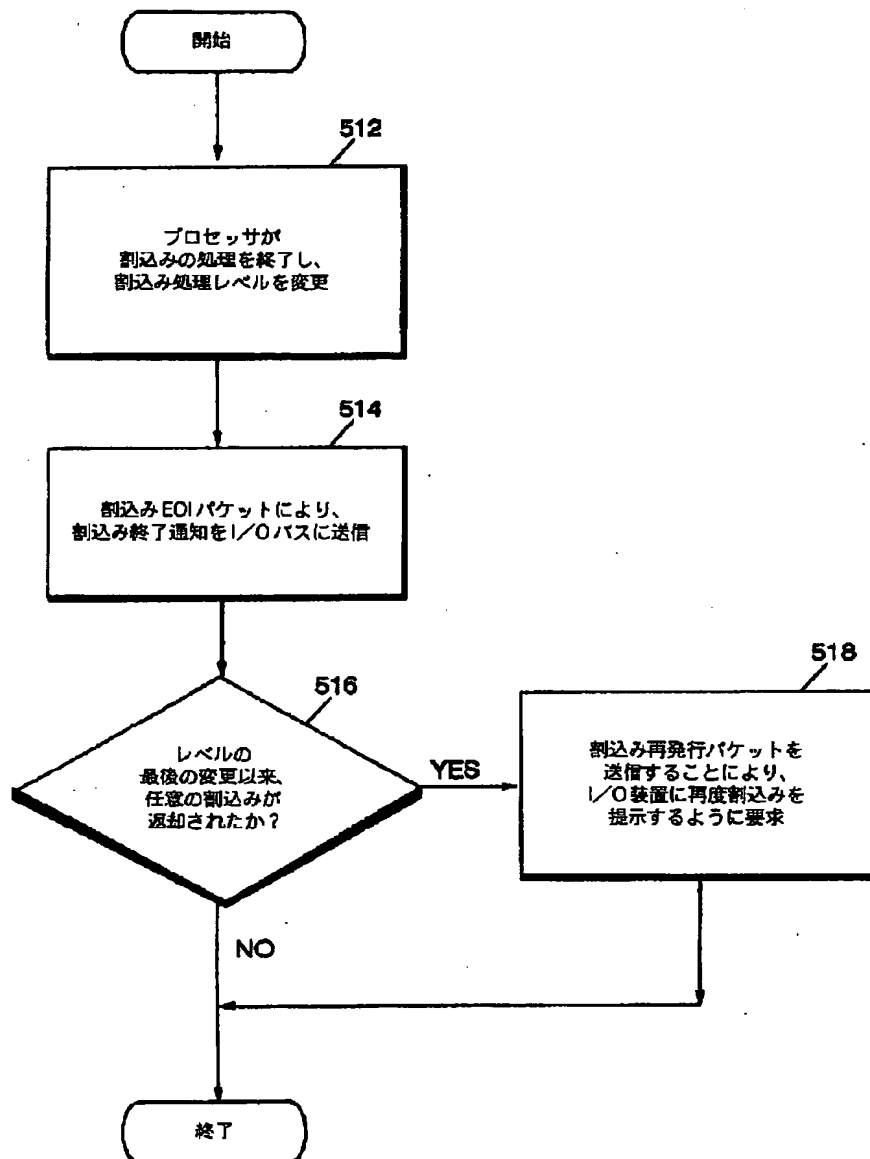 開始
512
プロセッサが
割込みの処理を終了し、
割込み処理レベルを変更
514
割込みEOIパケットにより、
割込み終了通知をI/Oバスに送信
516
レベルの
最後の変更以来、
任意の割込みが
返却されたか?
YES
518
割込み再発行パケットを
送信することにより、
I/O装置に再度割込みを
提示するように要求
NO
終了